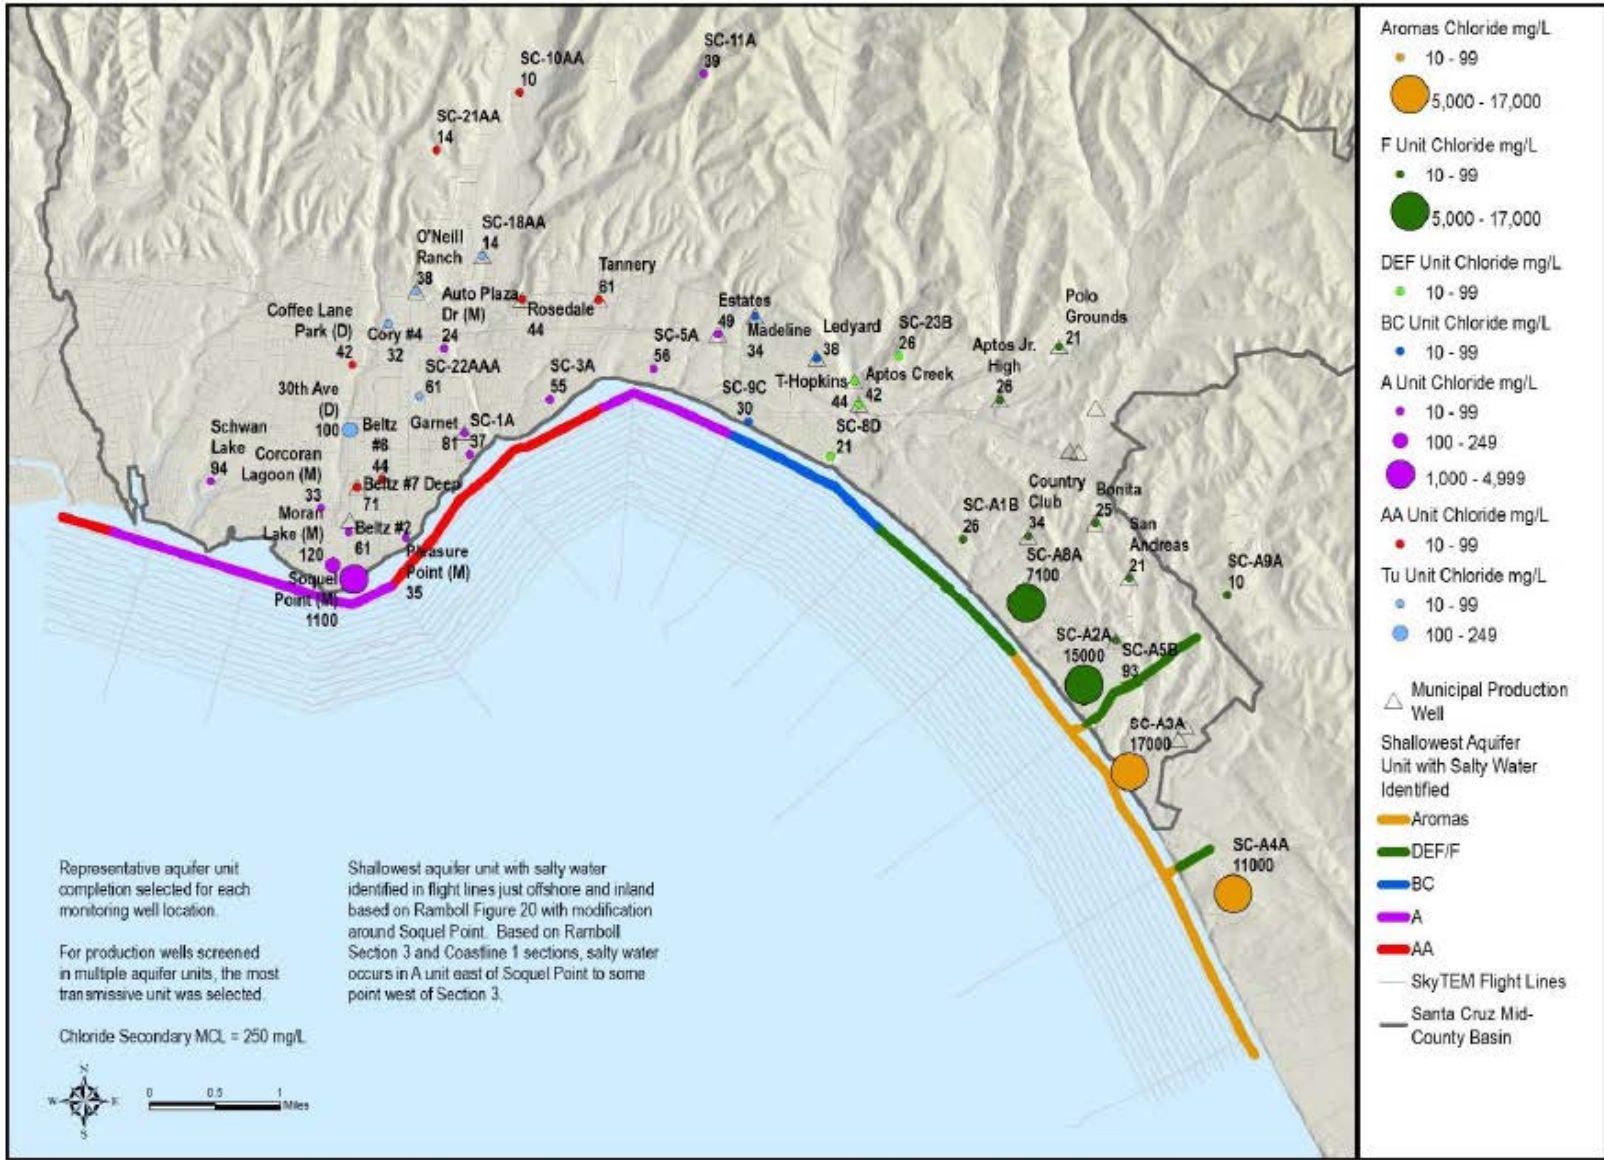 SC-11A
39
SC-10AA
10
SC-21AA
14
SC-18AA
14
O'Neill
Ranch
38
Tannery
61
Auto Plaza
Dr (M)
24
Rosedale
44
Coffee Lane
Park (D)
42
Cory #4
32
SC-22AAA
61
SC-3A
55
SC-5A
56
Estates
49
Madeline
34
Ledyard
38
SC-23B
26
Polo
Grounds
21
Aptos Jr.
High
26
T-Hopkins
44
Aptos Creek
42
SC-9C
30
SC-8D
21
30th Ave
(D)
100
Beltz
#8
44
Garnet
81
SC-1A
37
Schwan
Lake
94
Corcoran
Lagoon (M)
33
Beltz #7 Deep
71
Moran
Lake (M)
120
Beltz #2
61
Pleasure
Point (M)
35
Soquel
Point (M)
1100
SC-A1B
26
Country
Club
34
Bonita
25
San
Andreas
21
SC-A8A
7100
SC-A9A
10
SC-A2A
15000
SC-A5B
93
SC-A3A
17000
SC-A4A
11000
Representative aquifer unit
completion selected for each
monitoring well location.
For production wells screened
in multiple aquifer units, the most
transmissive unit was selected.
Chloride Secondary MCL = 250 mg/L
Shallowest aquifer unit with salty water
identified in flight lines just offshore and inland
based on Ramboll Figure 20 with modification
around Soquel Point. Based on Ramboll
Section 3 and Coastline 1 sections, salty water
occurs in A unit east of Soquel Point to some
point west of Section 3.
N
W E
S
0 0.5 1
Miles
Aromas Chloride mg/L
10 - 99
5,000 - 17,000
F Unit Chloride mg/L
10 - 99
5,000 - 17,000
DEF Unit Chloride mg/L
10 - 99
BC Unit Chloride mg/L
10 - 99
A Unit Chloride mg/L
10 - 99
100 - 249
1,000 - 4,999
AA Unit Chloride mg/L
10 - 99
Tu Unit Chloride mg/L
10 - 99
100 - 249
Municipal Production
Well
Shallowest Aquifer
Unit with Salty Water
Identified
Aromas
DEF/F
BC
A
AA
SkyTEM Flight Lines
Santa Cruz Mid-
County Basin